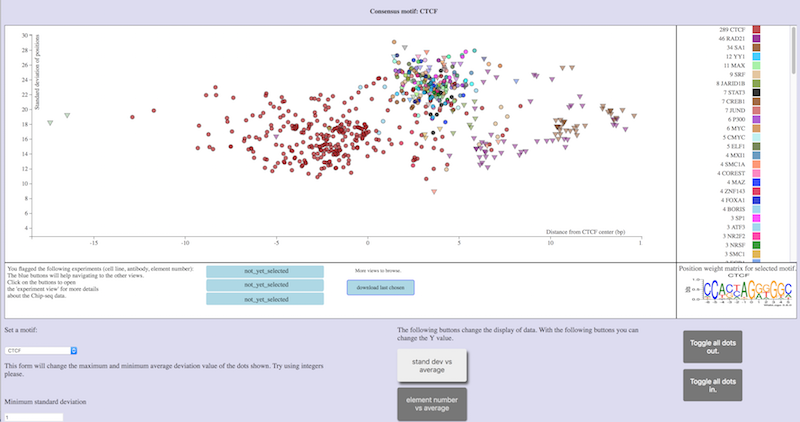 Consensus motif: CTCF
Standard deviation of positions
30
28
26
24
22
20
18
16
14
12
10
8
6
4
-15
-10
-5
0
5
10
1
Distance from CTCF center (bp)
289 CTCF
46 RAD21
34 SA1
12 YY1
11 MAX
9 SRF
8 JARID1B
7 STAT3
7 CREB1
7 JUND
6 P300
6 MYC
5 CMYC
5 ELF1
4 MXI1
4 SMC1A
4 COREST
4 MAZ
4 ZNF143
4 FOXA1
4 BORIS
3 SP1
3 ATF3
3 NR2F2
3 NRSF
3 SMC1
You flagged the following experiments (cell line, antibody, element number):
The blue buttons will help navigating to the other views.
Click on the buttons to open
the 'experiment view' for more details
about the Chip-seq data.
not_yet_selected
not_yet_selected
not_yet_selected
More views to browse.
download last chosen
Position weight matrix for selected motif.
CTCF
Set a motif:
CTCF
This form will change the maximum and minimum average deviation value of the dots shown. Try using integers
please.
Minimum standard deviation
1
The following buttons change the display of data. With the following buttons you can
change the Y value.
stand dev vs
average
element number
vs average
Toggle all dots
out.
Toggle all dots
in.